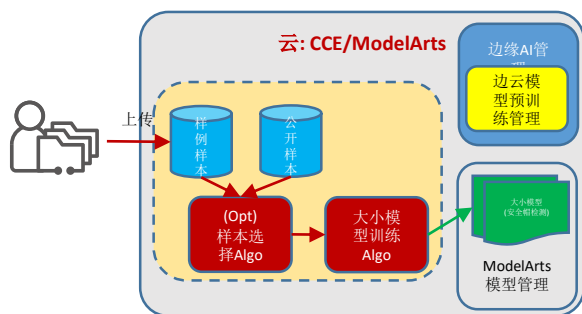 云: CCE/ModelArts
上传
样例样本
公开样本
(Opt)
样本选
择Algo
大小模
型训练
Algo
边缘AI管
理
边云模
型预训
练管理
大小模型
(安全帽检测)
ModelArts
模型管理